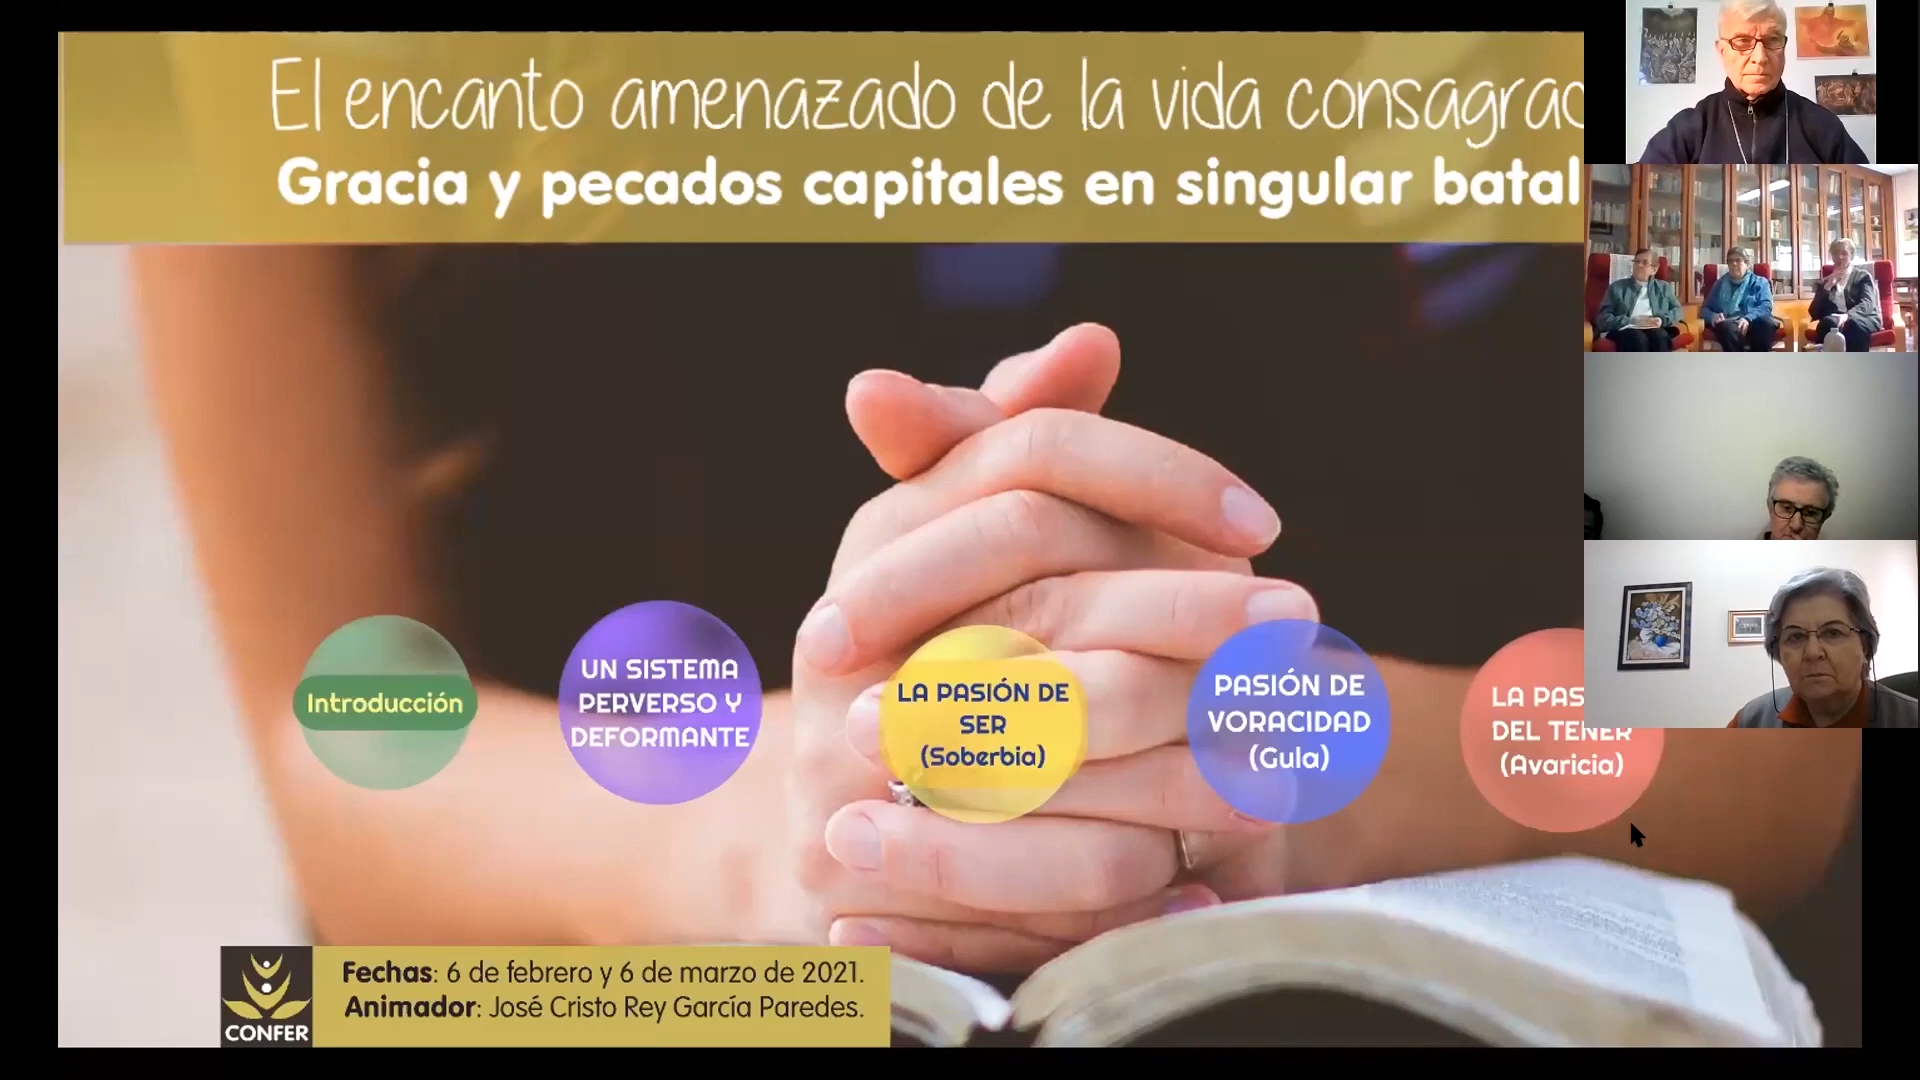 El encanto amenazado de la vida consagrac
Gracia y pecados capitales en singular batal
Introducción
UN SISTEMA
PERVERSO Y
DEFORMANTE
LA PASIÓN DE
SER
(Soberbia)
PASIÓN DE
VORACIDAD
(Gula)
LA PAS
DEL TENER
(Avaricia)
CONFER
Fechas: 6 de febrero y 6 de marzo de 2021.
Animador: José Cristo Rey García Paredes.